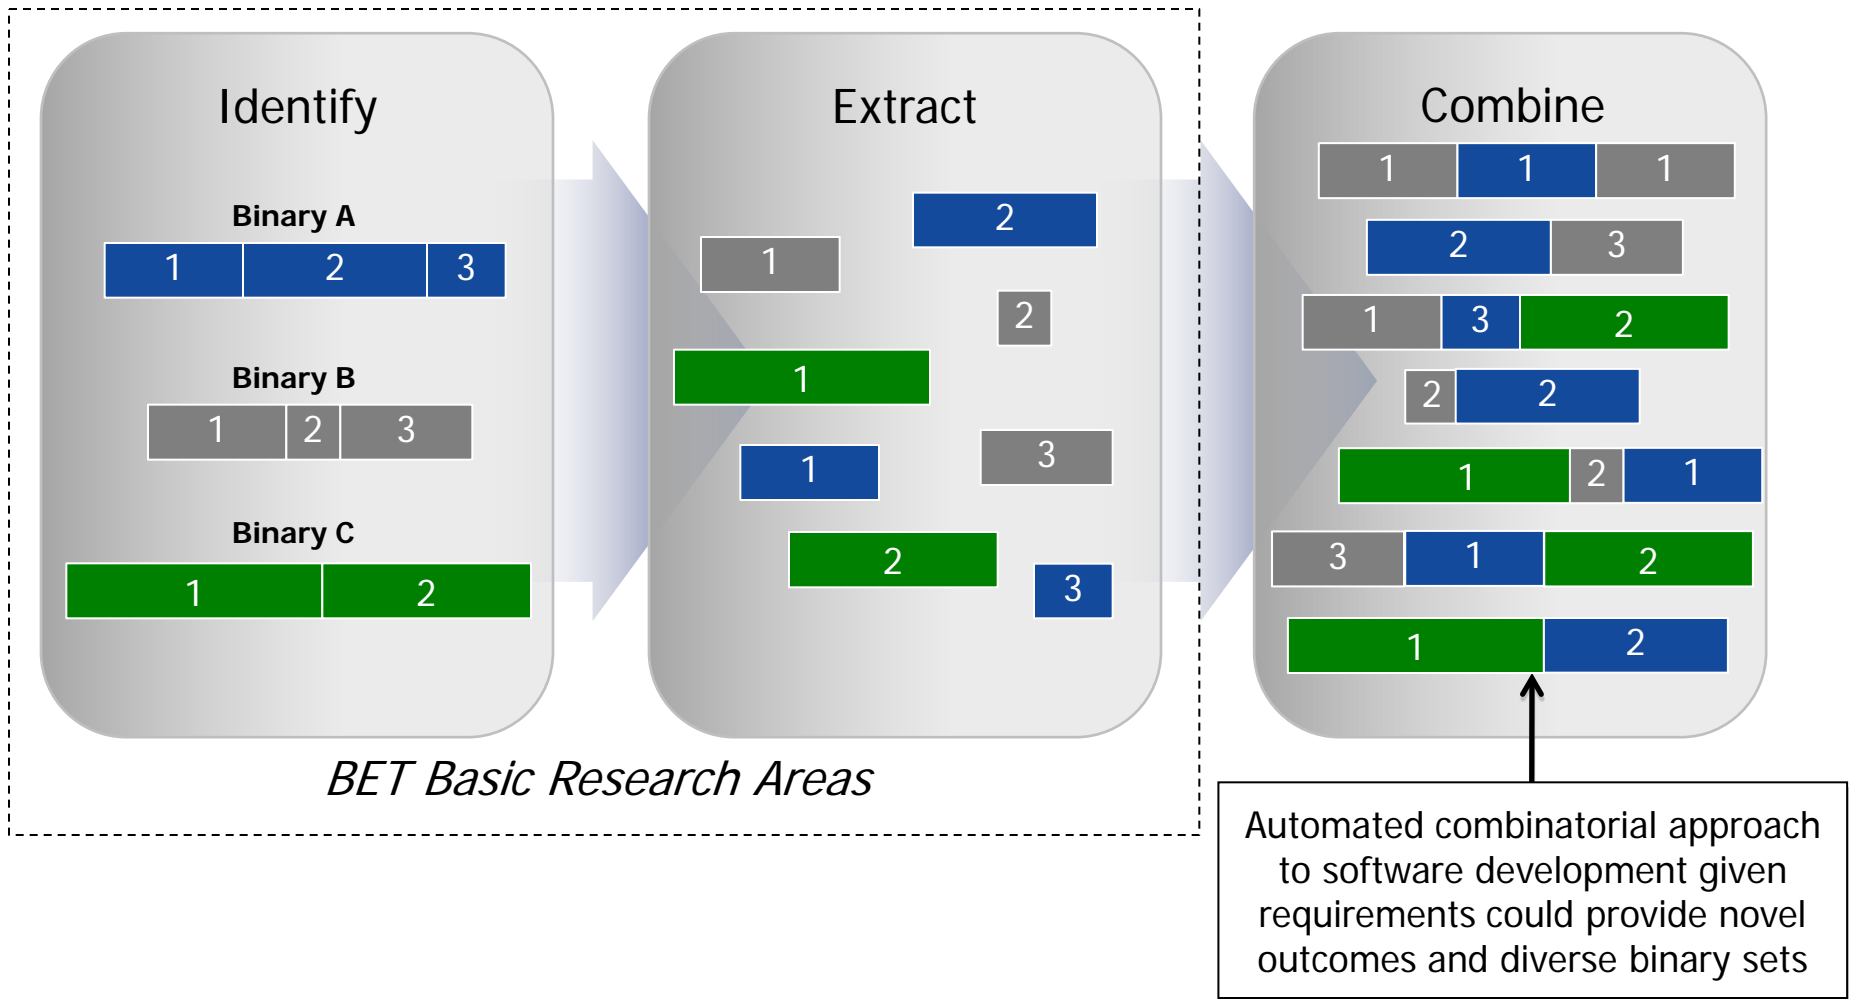 Identify
Binary A
1 2 3
Binary B
1 2 3
Binary C
1 2
Extract
2
1
2
1
3
1
2
3
Combine
1 1 1
2 3
1 3 2
2 2
1 2 1
3 1 2
1 2
BET Basic Research Areas
Automated combinatorial approach
to software development given
requirements could provide novel
outcomes and diverse binary sets